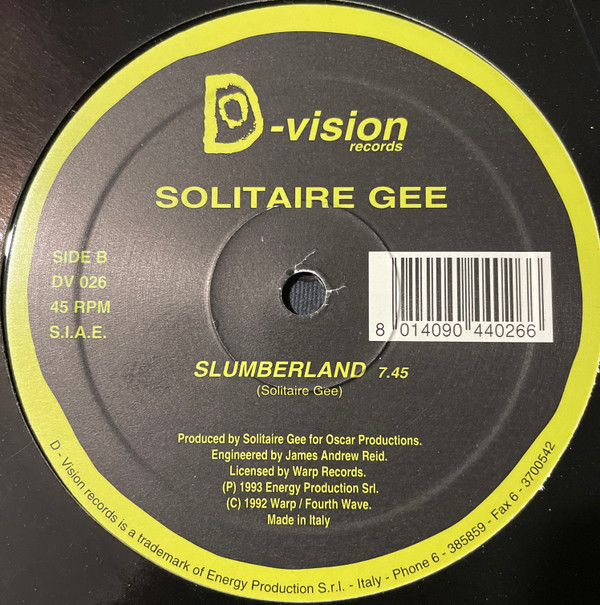 D-vision
records
SOLITAIRE GEE
SIDE B
DV 026
45 RPM
S.I.A.E.
8 014090 440266
SLUMBERLAND 7.45
(Solitaire Gee)
Produced by Solitaire Gee for Oscar Productions.
Engineered by James Andrew Reid.
Licensed by Warp Records.
(P) 1993 Energy Production Srl.
(C) 1992 Warp / Fourth Wave.
Made in Italy
D - Vision records is a trademark of Energy Production S.r.l. - Italy - Phone 6 - 385859 - Fax 6 - 3700542